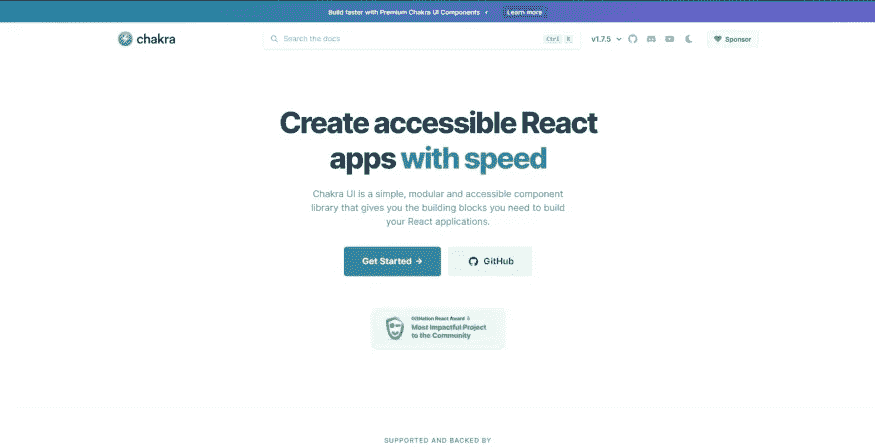 Build faster with Premium Chakra UI Components
Learn more
chakra
Search the docs
Ctrl K
v1.7.5
Sponsor
Create accessible React
apps with speed
Chakra UI is a simple, modular and accessible component
library that gives you the building blocks you need to build
your React applications.
Get Started →
GitHub
GitNation React Award
Most Impactful Project
to the Community
SUPPORTED AND BACKED BY